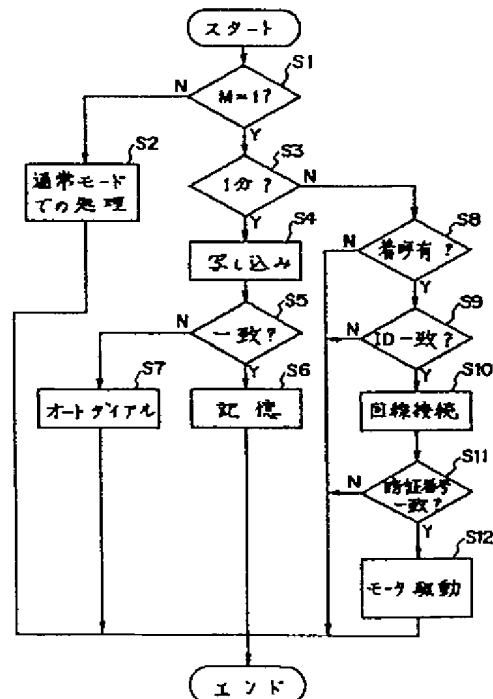 スタート
S1
N
M=1?
Y
S2
通常モード
での処理
S3
1分?
N
Y
S4
写し込み
S8
着呼有?
N
Y
S5
一致?
N
Y
S9
ID一致?
N
Y
S7
オートダイアル
S6
記憶
S10
回線接続
S11
暗証番号
一致?
N
Y
S12
モータ駆動
エンド